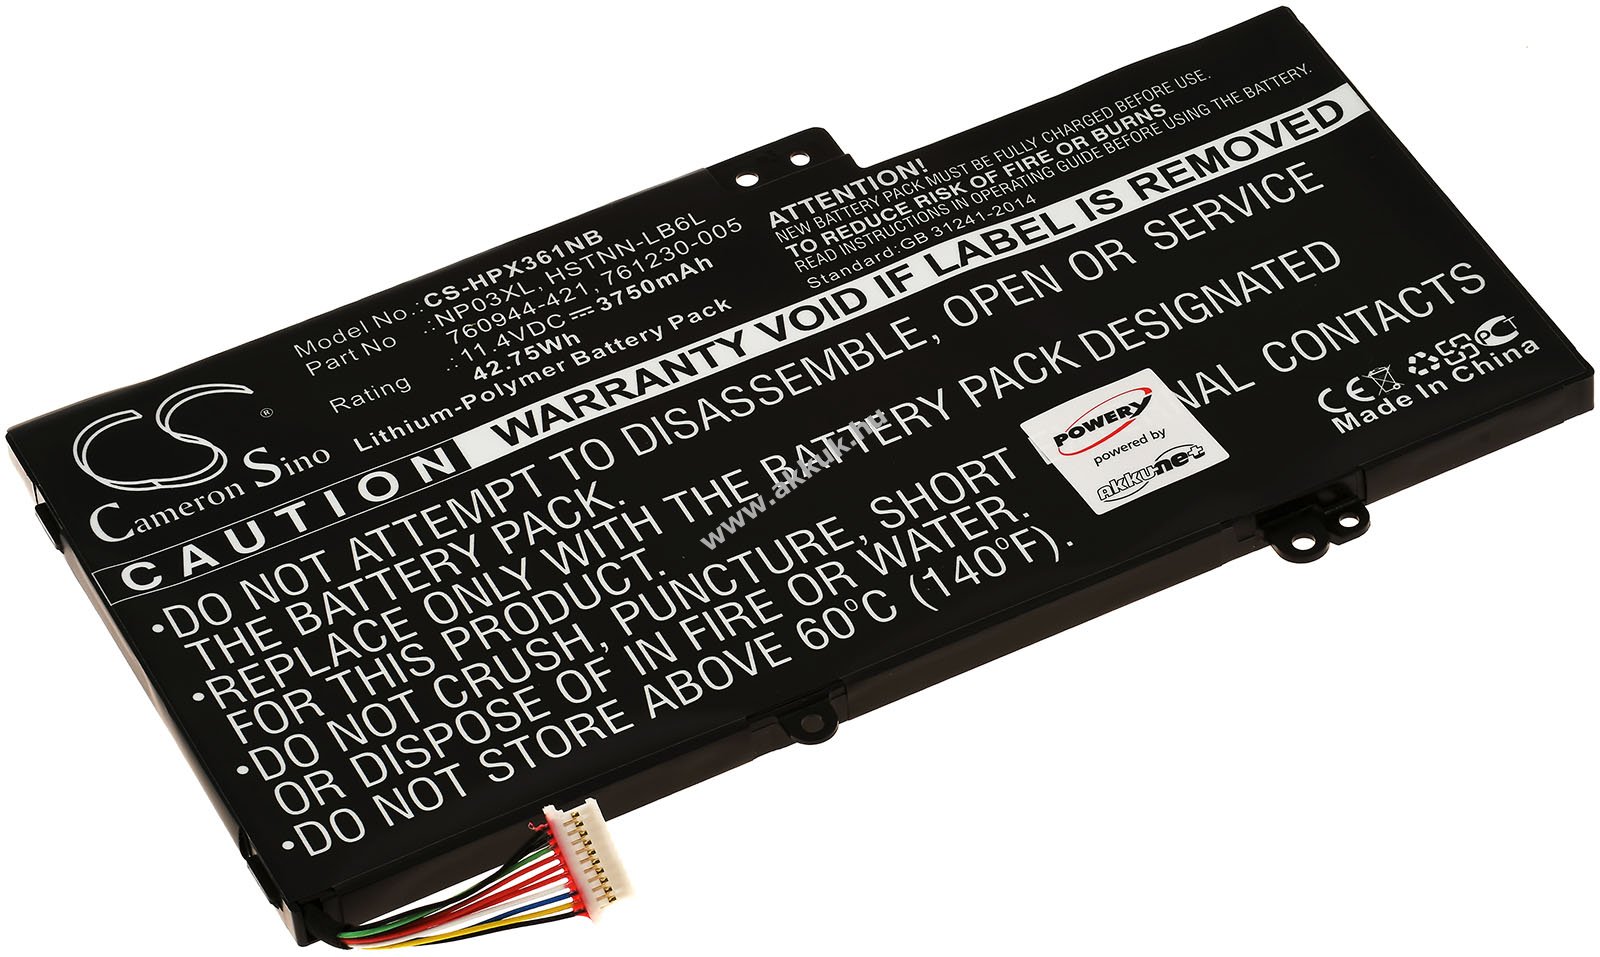 Model No.: CS-HPX361NB
Part No : NP03XL, HSTNN-LB6L
760944-421, 761230-005
Rating : 11.4VDC ⎓ 3750mAh
42.75Wh
Lithium-Polymer Battery Pack
ATTENTION!
NEW BATTERY PACK MUST BE FULLY CHARGED BEFORE USE.
TO REDUCE RISK OF FIRE OR BURNS
READ INSTRUCTIONS IN OPERATING GUIDE BEFORE USING THE BATTERY.
Standard: GB 31241-2014
CS ®
Cameron Sino
WARRANTY VOID IF LABEL IS REMOVED
CAUTION
•DO NOT ATTEMPT TO DISASSEMBLE, OPEN OR SERVICE
THE BATTERY PACK.
•REPLACE ONLY WITH THE BATTERY PACK DESIGNATED
FOR THIS PRODUCT.
•DO NOT CRUSH, PUNCTURE, SHORT NAL CONTACTS
OR DISPOSE OF IN FIRE OR WATER.
•DO NOT STORE ABOVE 60°C (140°F).
CE
Made In China
POWERY
powered by
akku-net
www.akkuk.hu